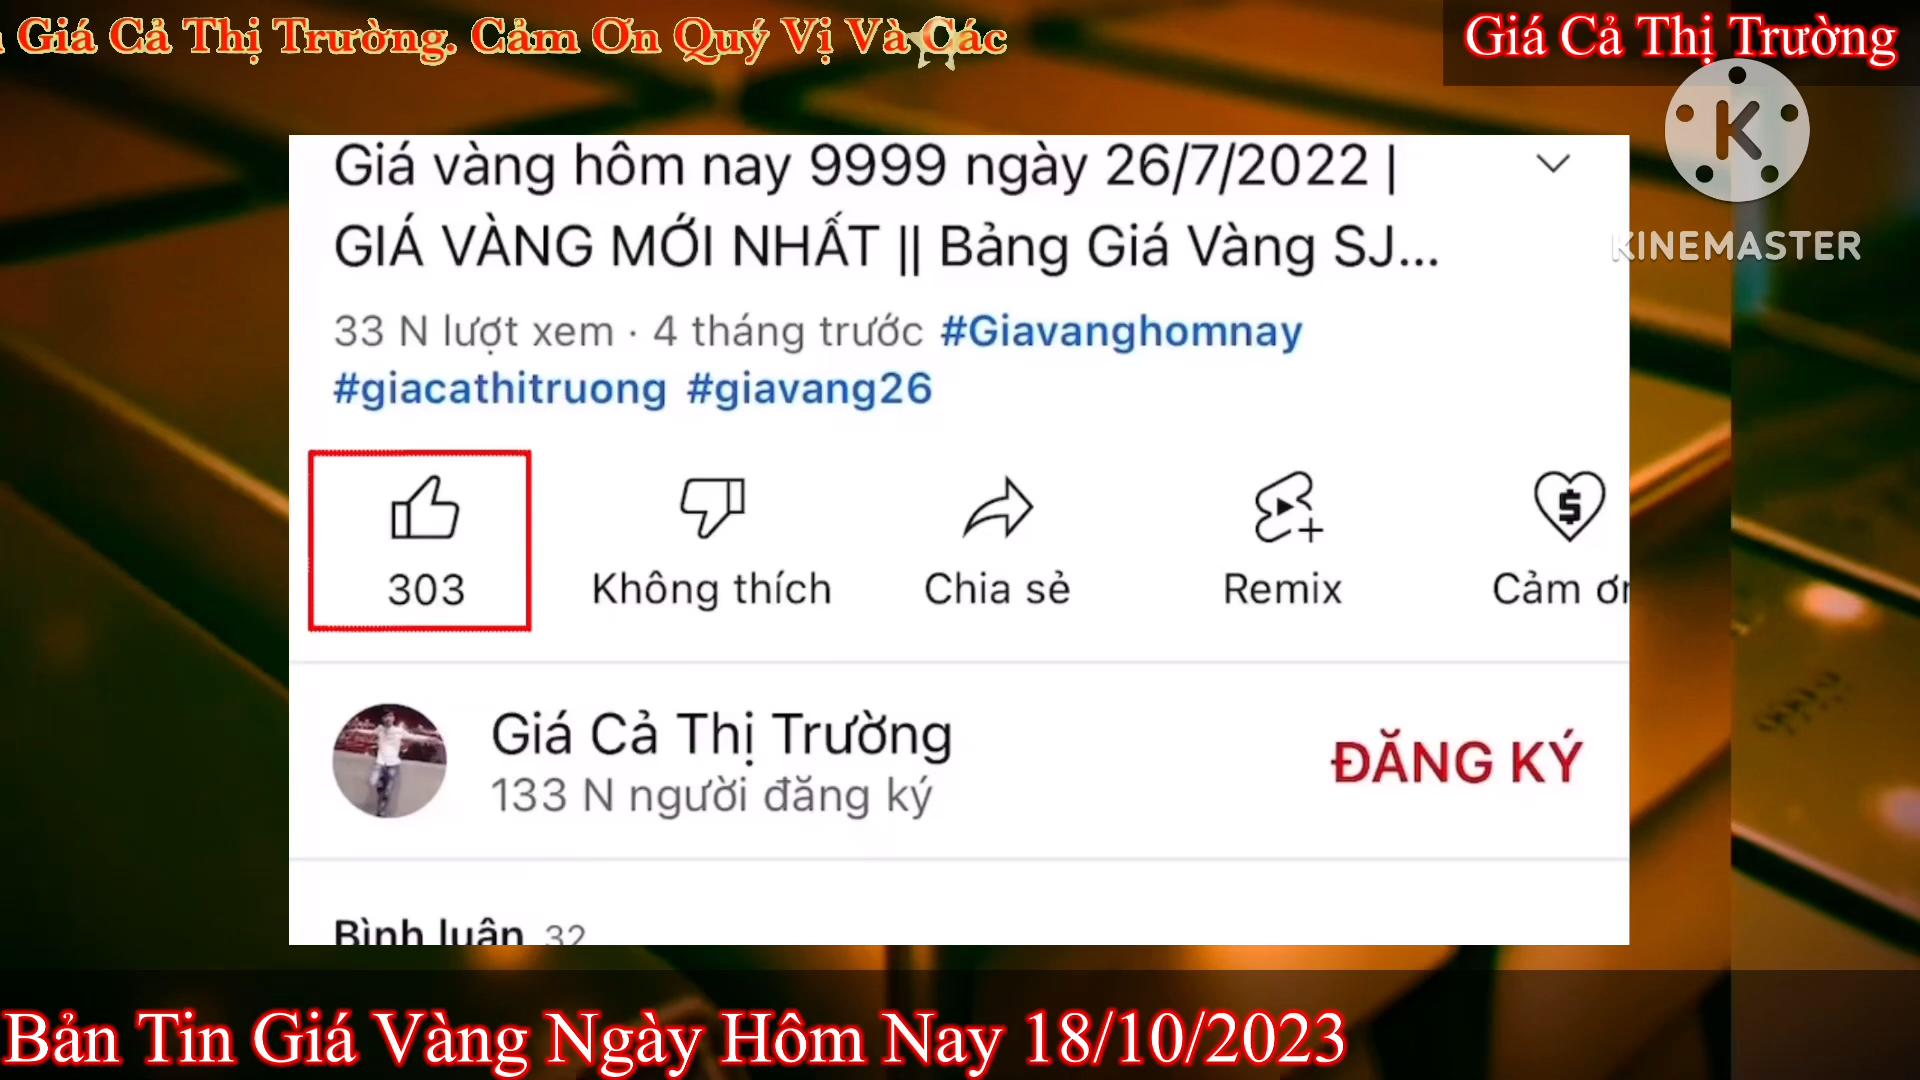 Giá Cả Thị Trường. Cảm Ơn Quý Vị Và Các
Giá Cả Thị Trường
K
KINEMASTER
Giá vàng hôm nay 9999 ngày 26/7/2022 |
GIÁ VÀNG MỚI NHẤT || Bảng Giá Vàng SJ...
33 N lượt xem · 4 tháng trước #Giavanghomnay
#giacathitruong #giavang26
303
Không thích
Chia sẻ
Remix
Cảm ơn
Giá Cả Thị Trường
133 N người đăng ký
ĐĂNG KÝ
Bình luận 32
Bản Tin Giá Vàng Ngày Hôm Nay 18/10/2023